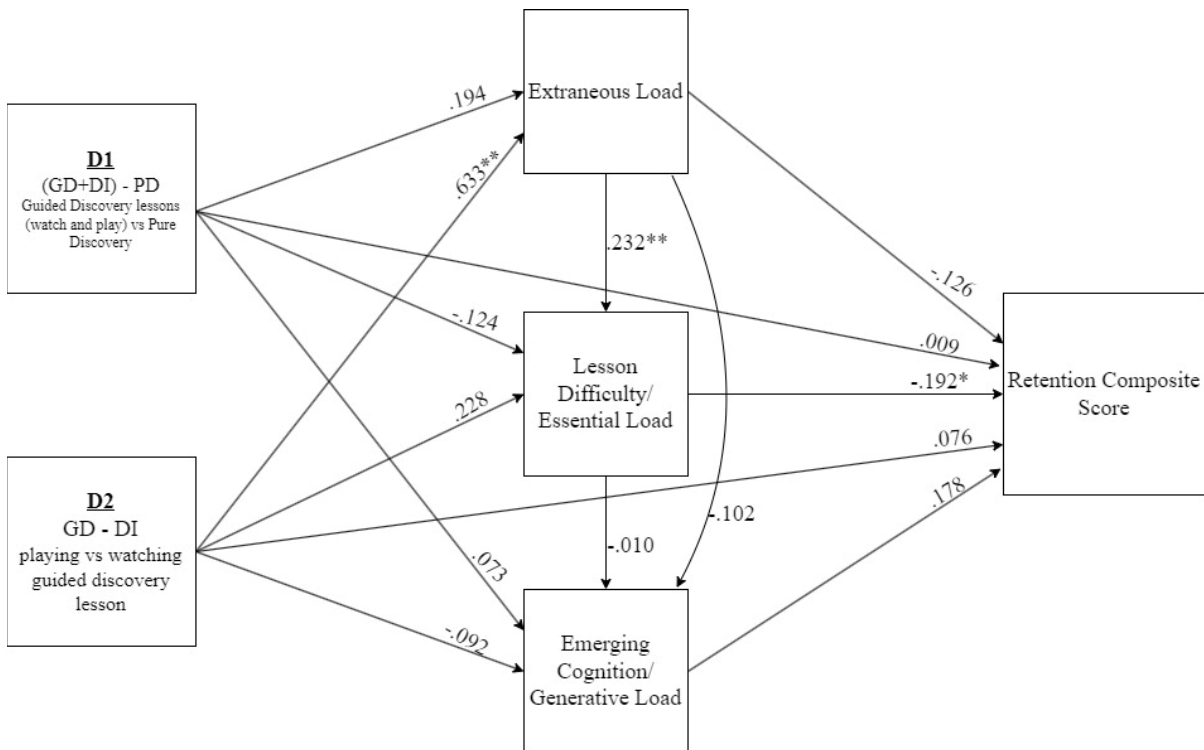 D1
(GD+DI) - PD
Guided Discovery lessons
(watch and play) vs Pure
Discovery
D2
GD - DI
playing vs watching
guided discovery
lesson
Extraneous Load
Lesson
Difficulty/
Essential Load
Emerging
Cognition/
Generative Load
Retention Composite
Score
.194
.633**
.232**
-.126
-.124
.009
-.192*
.228
.076
.178
-.102
-.010
.073
-.092